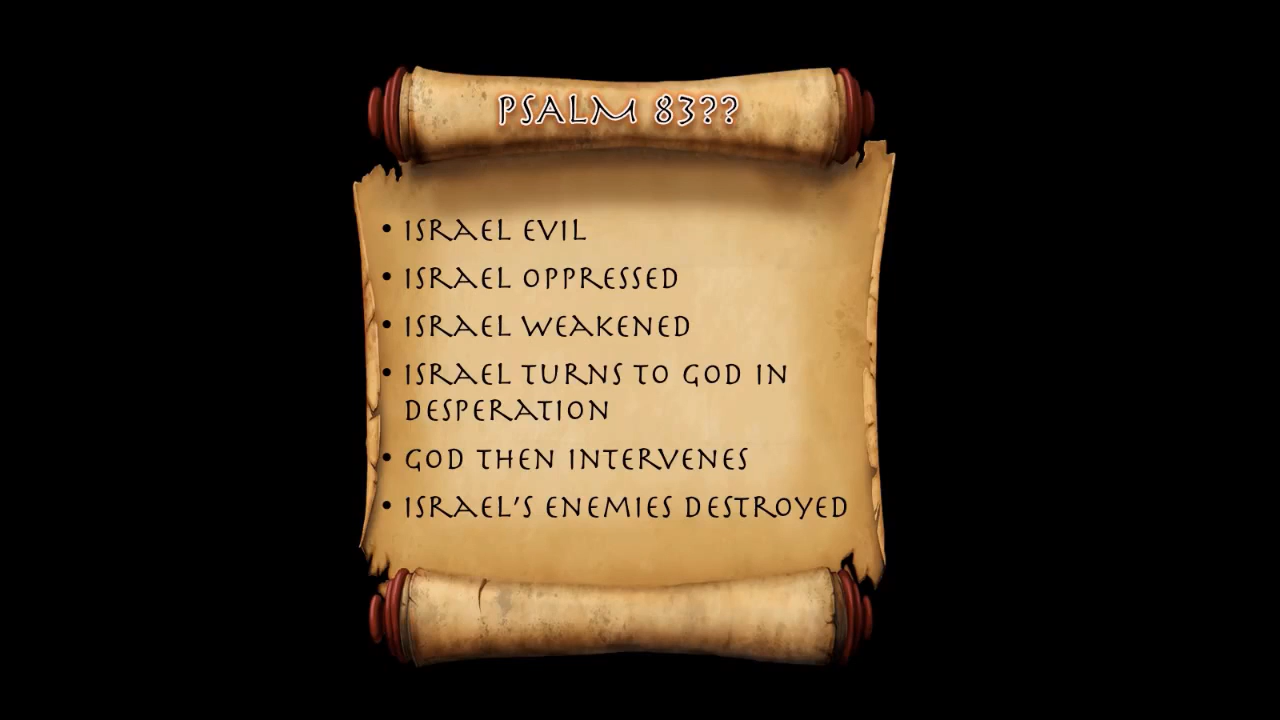 PSALM 83??
• ISRAEL EVIL
• ISRAEL OPPRESSED
• ISRAEL WEAKENED
• ISRAEL TURNS TO GOD IN
DESPERATION
• GOD THEN INTERVENES
• ISRAEL’S ENEMIES DESTROYED